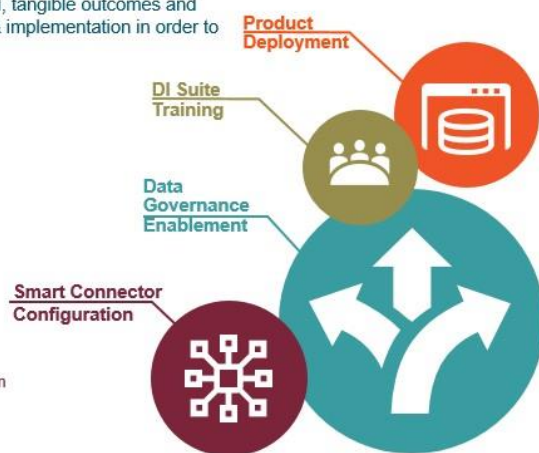 , tangible outcomes and
implementation in order to
Product
Deployment
DI Suite
Training
Data
Governance
Enablement
Smart Connector
Configuration